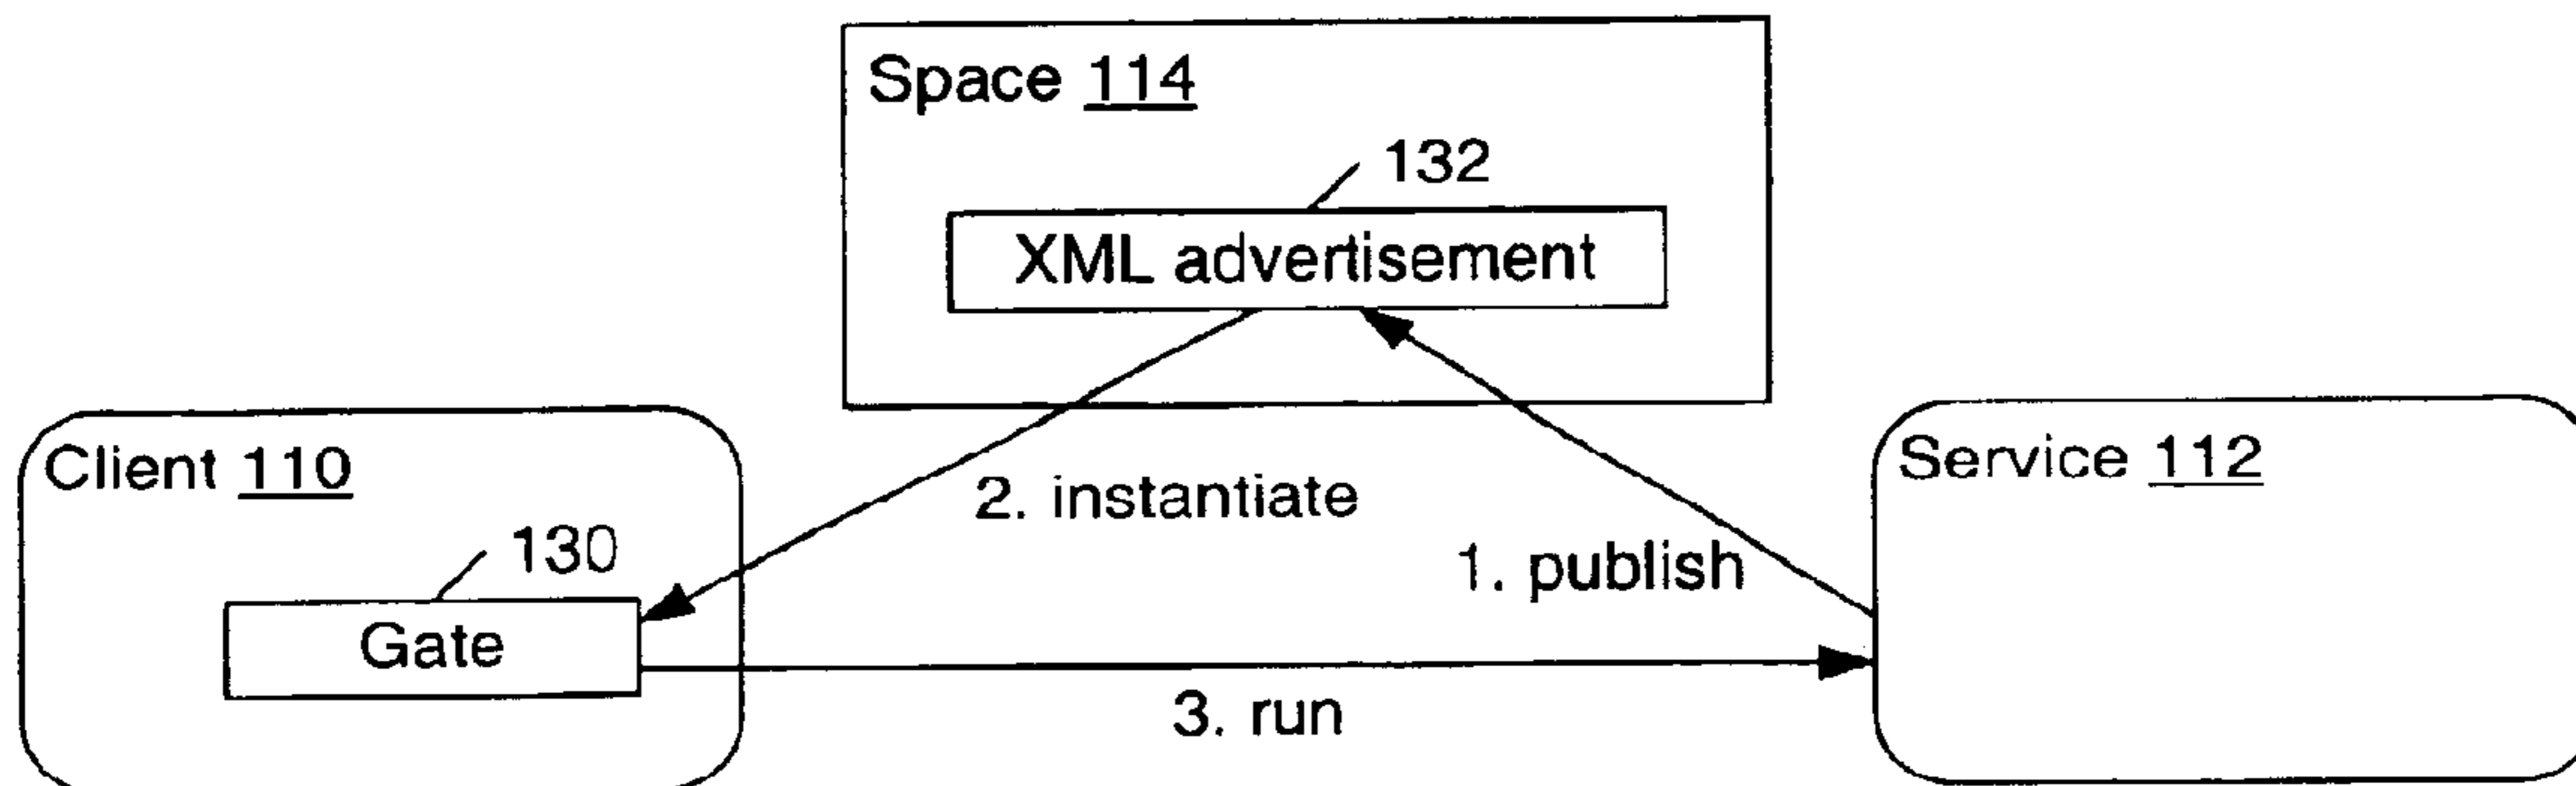 Space 114
132
XML advertisement
Client 110
Service 112
2. instantiate
130
1. publish
Gate
3. run